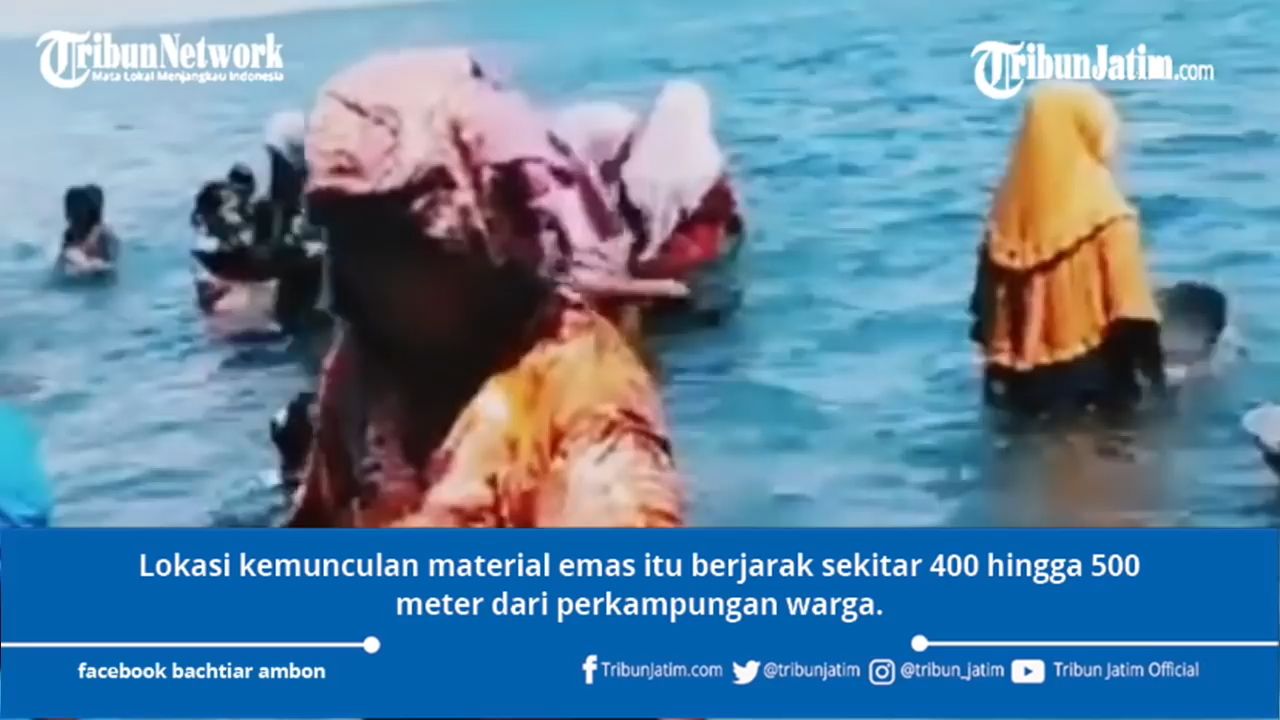 TribunNetwork
Mata Lokal Menjangkau Indonesia
TribunJatim.com
Lokasi kemunculan material emas itu berjarak sekitar 400 hingga 500
meter dari perkampungan warga.
facebook bachtiar ambon
TribunJatim.com @tribunjatim @tribun_jatim Tribun Jatim Official